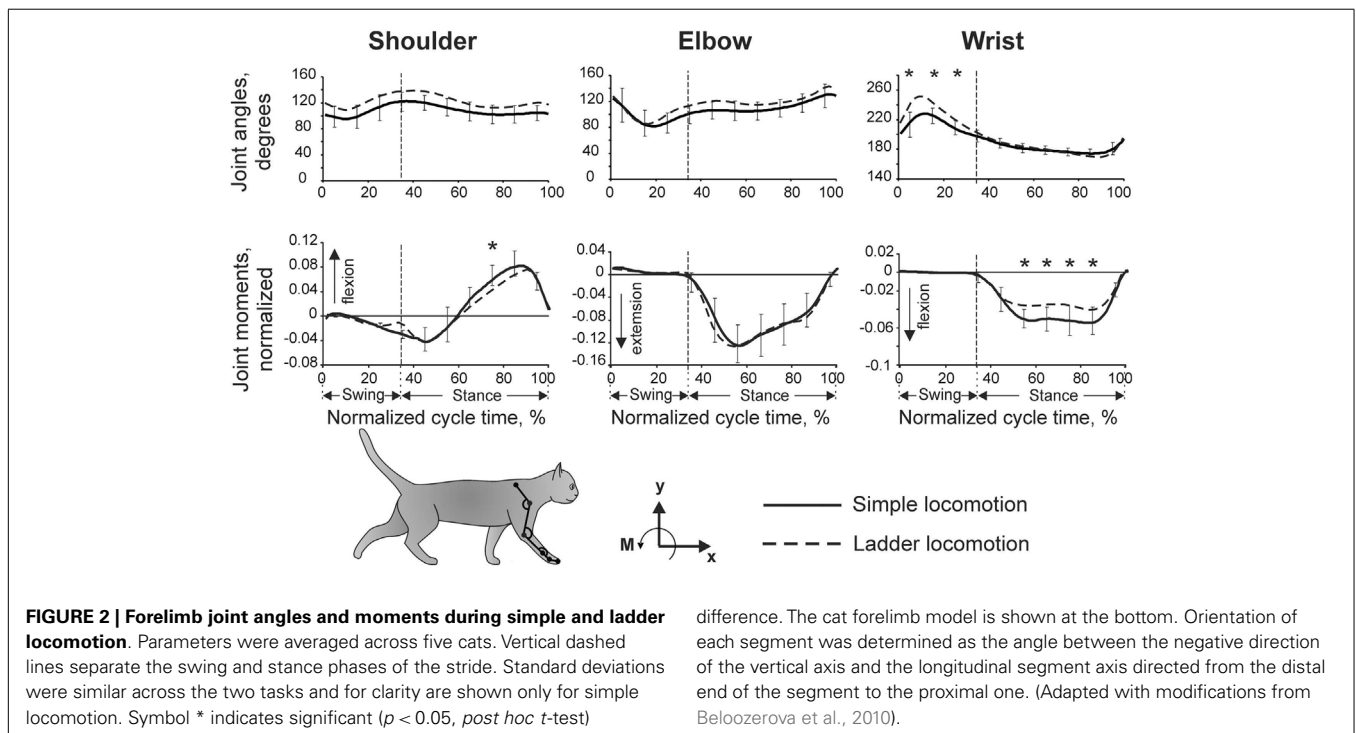 Shoulder
Elbow
Wrist
Joint angles,
degrees
160
120
80
40
0
0 20 40 60 80 100
160
120
80
40
0
0 20 40 60 80 100
* * *
260
220
180
140
0 20 40 60 80 100
Joint moments,
normalized
0.12
0.08
0.04
0
-0.04
-0.08
flexion
*
0 20 40 60 80 100
Swing Stance
Normalized cycle time, %
0.04
0
-0.04
-0.08
-0.12
-0.16
extemsion
0 20 40 60 80 100
Swing Stance
Normalized cycle time, %
0.02
0
-0.02
-0.06
-0.1
flexion
* * * *
0 20 40 60 80 100
Swing Stance
Normalized cycle time, %
y
M
x
Simple locomotion
Ladder locomotion
FIGURE 2 | Forelimb joint angles and moments during simple and ladder
locomotion. Parameters were averaged across five cats. Vertical dashed
lines separate the swing and stance phases of the stride. Standard deviations
were similar across the two tasks and for clarity are shown only for simple
locomotion. Symbol * indicates significant (p < 0.05, post hoc t-test)
difference. The cat forelimb model is shown at the bottom. Orientation of
each segment was determined as the angle between the negative direction
of the vertical axis and the longitudinal segment axis directed from the distal
end of the segment to the proximal one. (Adapted with modifications from
Beloozerova et al., 2010).